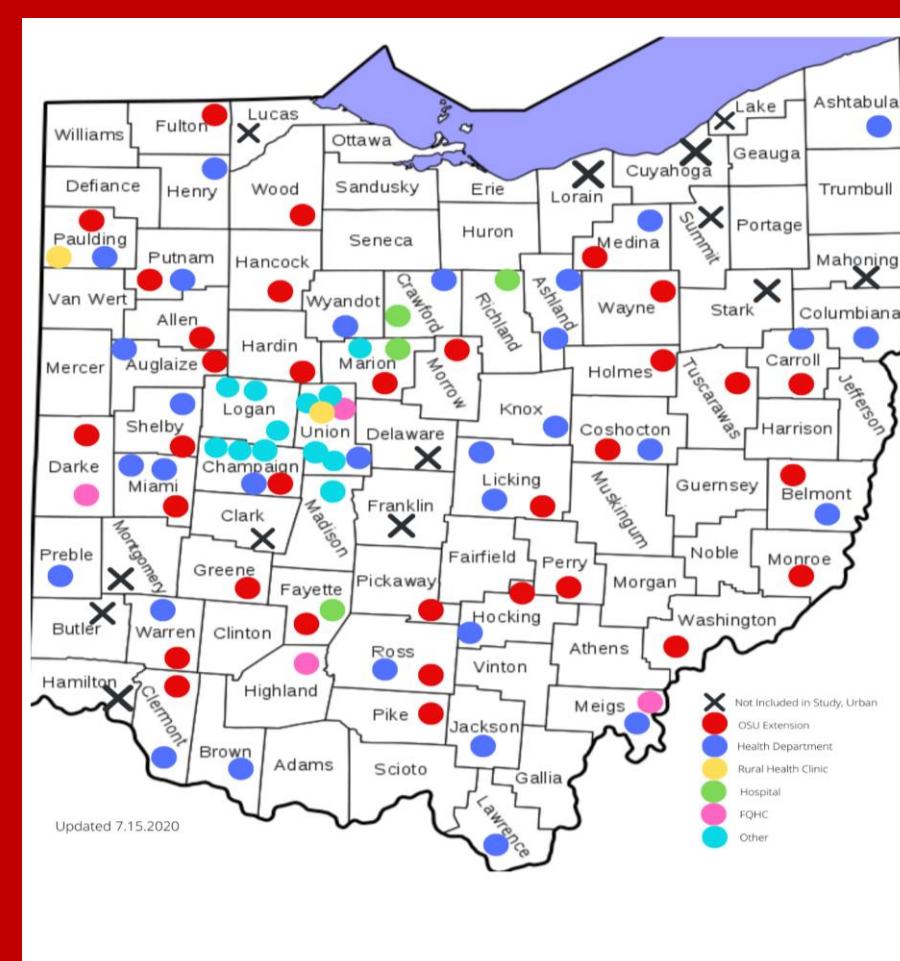 Lake
Ashtabula
Lucas
Fulton
Williams
Ottawa
Geauga
Cuyahoga
Defiance
Henry
Wood
Sandusky
Erie
Lorain
Trumbull
Paulding
Seneca
Huron
Medina
Summit
Portage
Putnam
Hancock
Mahoning
Van Wert
Wyandot
Crawford
Richland
Ashland
Wayne
Stark
Columbiana
Allen
Hardin
Marion
Morrow
Mercer
Auglaize
Holmes
Tuscarawas
Carroll
Jefferson
Logan
Knox
Shelby
Union
Delaware
Coshocton
Harrison
Darke
Champaign
Miami
Licking
Muskingum
Guernsey
Belmont
Clark
Madison
Franklin
Preble
Montgomery
Greene
Fayette
Pickaway
Fairfield
Perry
Noble
Monroe
Morgan
Butler
Warren
Clinton
Hocking
Washington
Ross
Athens
Vinton
Hamilton
Clermont
Highland
Pike
Jackson
Meigs
Brown
Adams
Scioto
Gallia
Lawrence
Not Included in Study, Urban
OSU Extension
Health Department
Rural Health Clinic
Hospital
FQHC
Other
Updated 7.15.2020